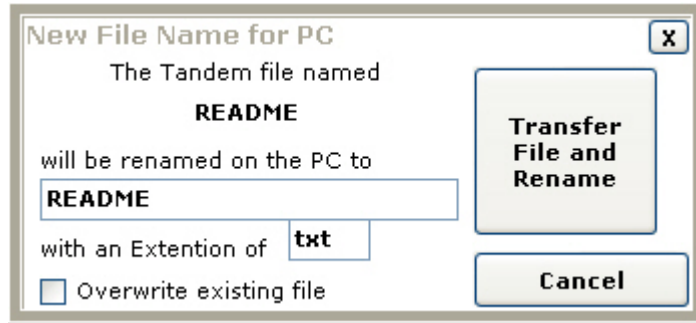 New File Name for PC
X
The Tandem file named
README
will be renamed on the PC to
README
with an Extention of
txt
Overwrite existing file
Transfer
File and
Rename
Cancel